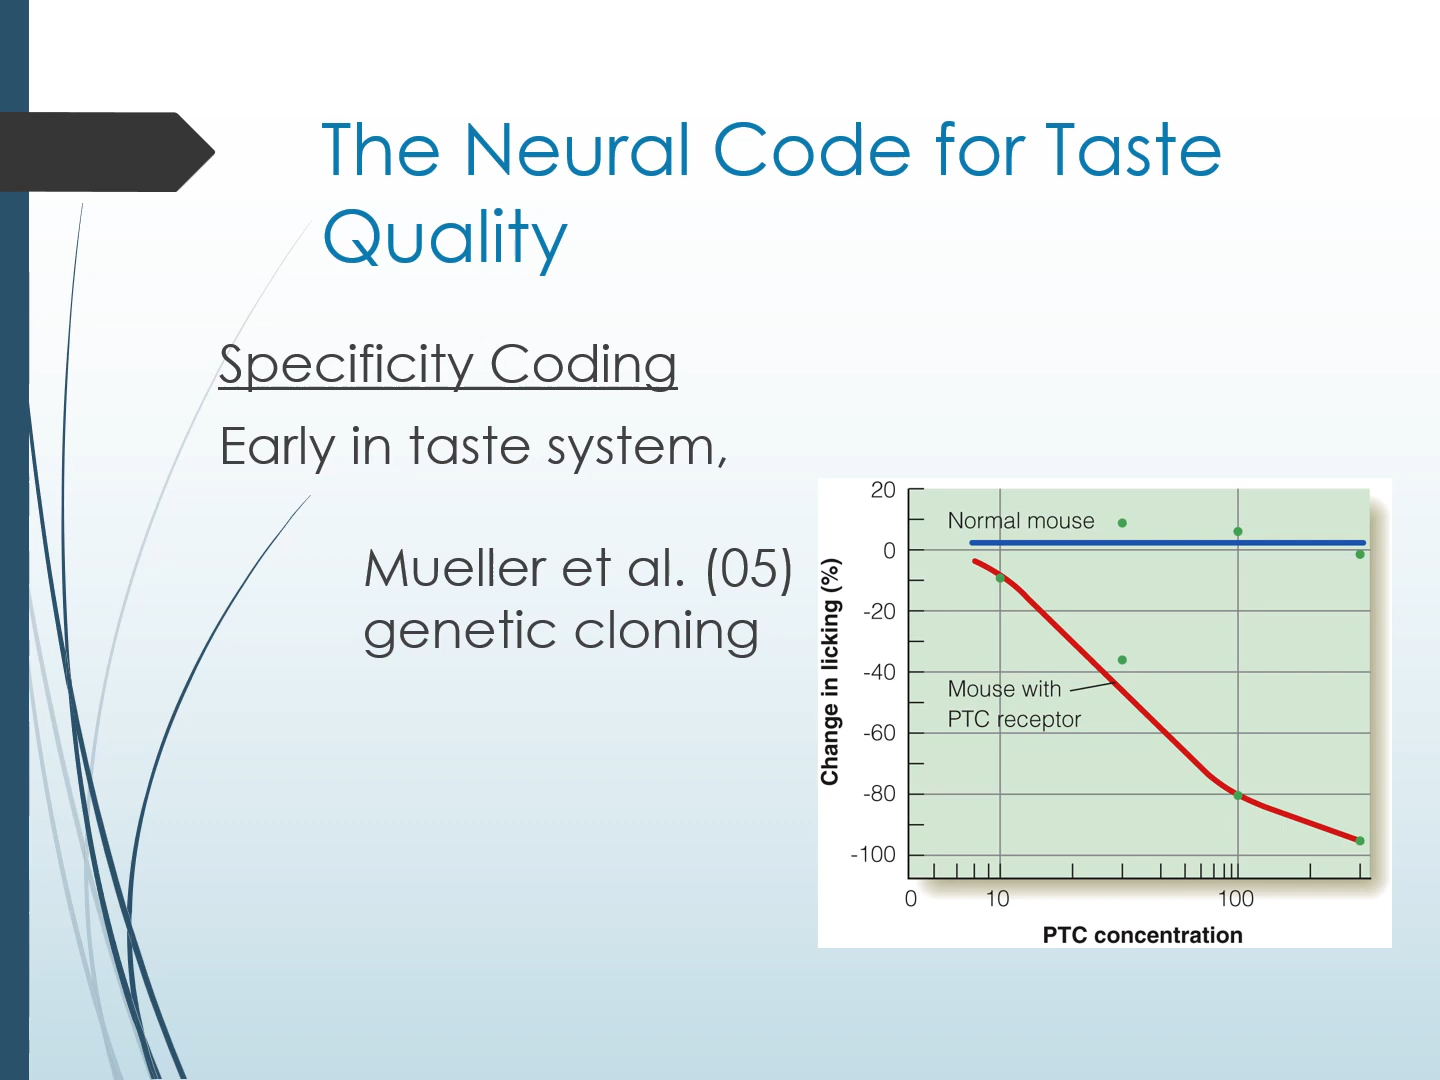 The Neural Code for Taste
Quality
Specificity Coding
Early in taste system,
Mueller et al. (05)
genetic cloning
20
0
-20
-40
-60
-80
-100
Change in licking (%)
Normal mouse
Mouse with
PTC receptor
0 10 100
PTC concentration